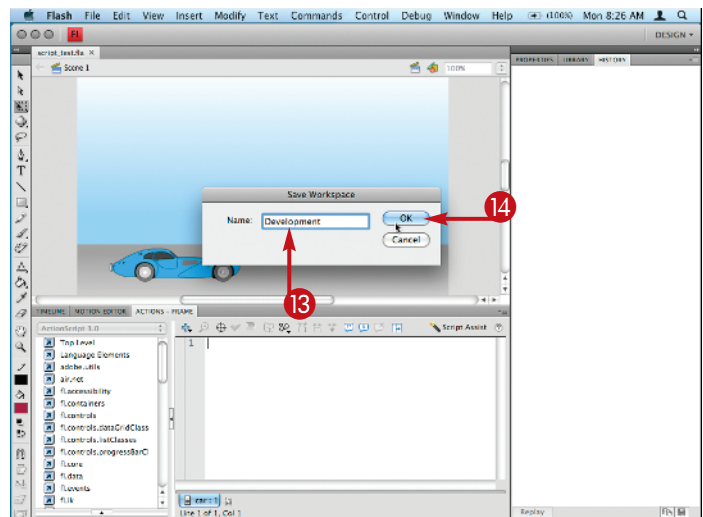 Flash File Edit View Insert Modify Text Commands Control Debug Window Help (100%) Mon 8:26 AM
FL DESIGN
script_test.fla ×
Scene 1 100%
PROPERTIES LIBRARY HISTORY
Save Workspace
Name: Development OK
Cancel
14
13
TIMELINE MOTION EDITOR ACTIONS - FRAME
ActionScript 3.0 Script Assist
1
Top Level
Language Elements
adobe.utils
air.net
fl.accessibility
fl.containers
fl.controls
fl.controls.dataGridClass
fl.controls.listClasses
fl.controls.progressBarCl
fl.core
fl.data
fl.events
fl.ik
car : 1
Line 1 of 1, Col 1
Replay